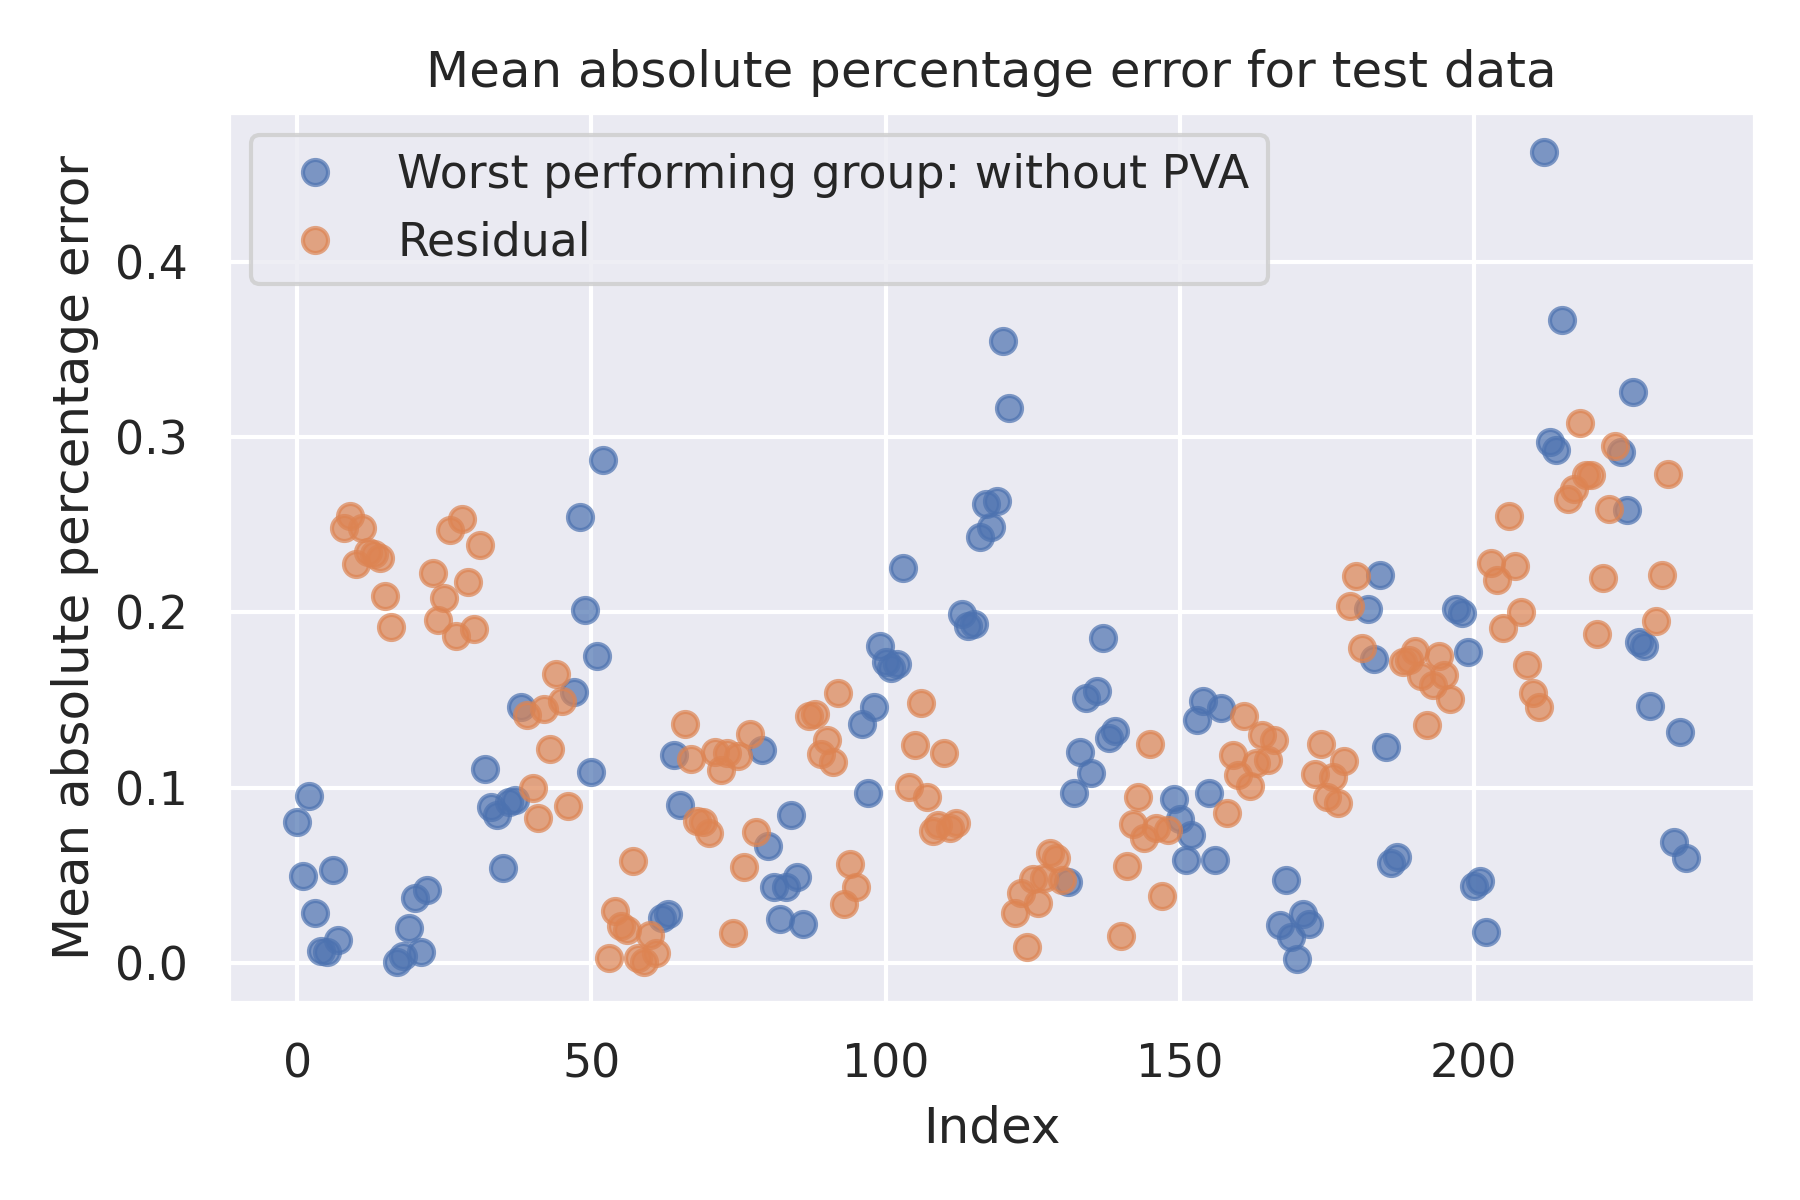 Mean absolute percentage error for test data
Worst performing group: without PVA
Residual
Mean absolute percentage error
0.4
0.3
0.2
0.1
0.0
0 50 100 150 200
Index